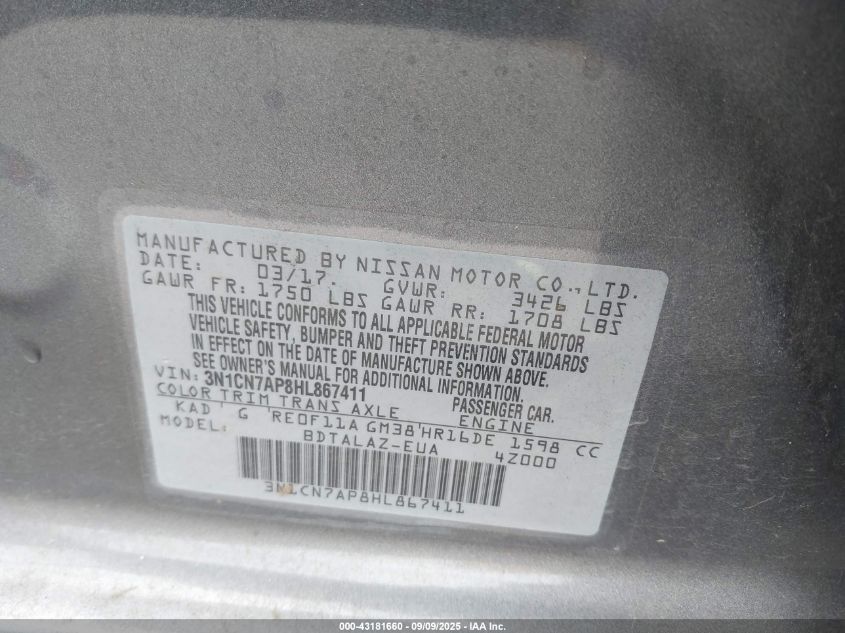 MANUFACTURED BY NISSAN MOTOR CO.,LTD.
DATE: 03/17. GVWR: 3426 LBS
GAWR FR: 1750 LBS GAWR RR: 1708 LBS
THIS VEHICLE CONFORMS TO ALL APPLICABLE FEDERAL MOTOR
VEHICLE SAFETY, BUMPER AND THEFT PREVENTION STANDARDS
IN EFFECT ON THE DATE OF MANUFACTURE SHOWN ABOVE.
SEE OWNER'S MANUAL FOR ADDITIONAL INFORMATION.
VIN: 3N1CN7AP8HL867411 PASSENGER CAR.
COLOR TRIM TRANS AXLE ENGINE
KAD ' G 'RE0F11A GM38'HR16DE 1598 CC
MODEL: BDTALAZ-EUA 4Z000
3N1CN7AP8HL867411
000-43181660 - 09/09/2025 - IAA Inc.